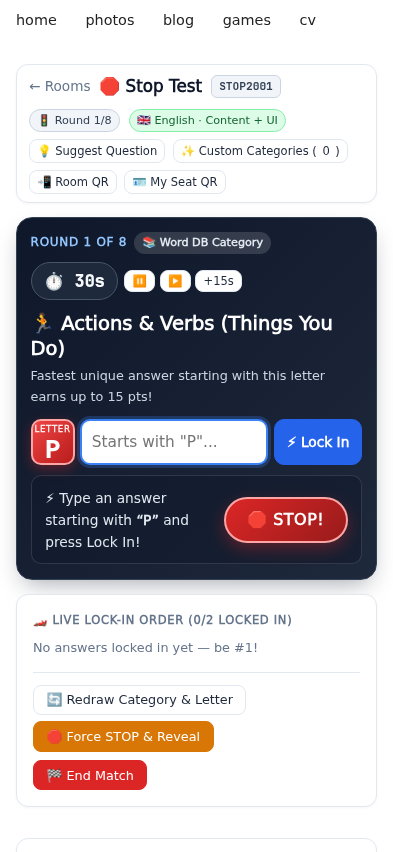 home photos blog games cv
← Rooms 🛑 Stop Test STOP2001
🚦 Round 1/8 🇬🇧 English · Content + UI
💡 Suggest Question ✨ Custom Categories ( 0 )
📲 Room QR 🪪 My Seat QR
ROUND 1 OF 8 📚 Word DB Category
⏱️ 30s ⏸️ ▶️ +15s
🏃 Actions & Verbs (Things You
Do)
Fastest unique answer starting with this letter
earns up to 15 pts!
LETTER
P
Starts with "P"...
⚡ Lock In
⚡ Type an answer
starting with “P” and
press Lock In!
🛑 STOP!
🏎️ LIVE LOCK-IN ORDER (0/2 LOCKED IN)
No answers locked in yet — be #1!
🔄 Redraw Category & Letter
🛑 Force STOP & Reveal
🏁 End Match